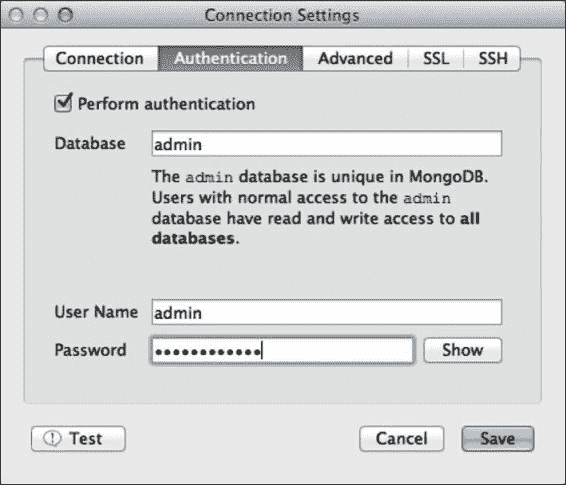 Connection Settings
Connection Authentication Advanced SSL SSH
Perform authentication
Database admin
The admin database is unique in MongoDB.
Users with normal access to the admin
database have read and write access to all
databases.
User Name admin
Password ●●●●●●●●●●●● Show
Test Cancel Save